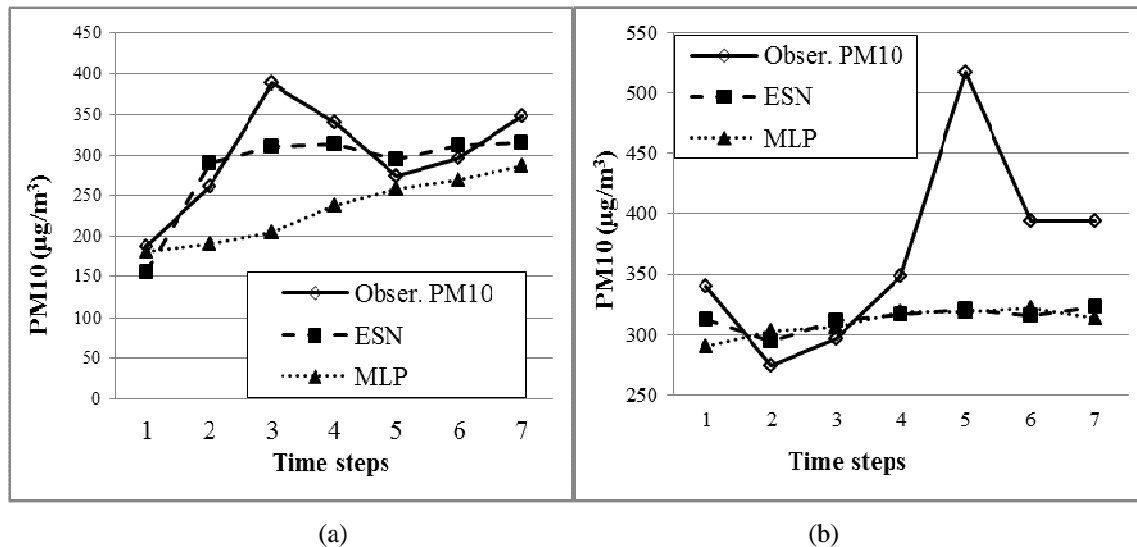 450
400
350
300
250
200
150
100
50
0
PM10 (µg/m³)
Obser. PM10
ESN
MLP
1 2 3 4 5 6 7
Time steps
(a)
550
500
450
400
350
300
250
PM10 (µg/m³)
Obser. PM10
ESN
MLP
1 2 3 4 5 6 7
Time steps
(b)